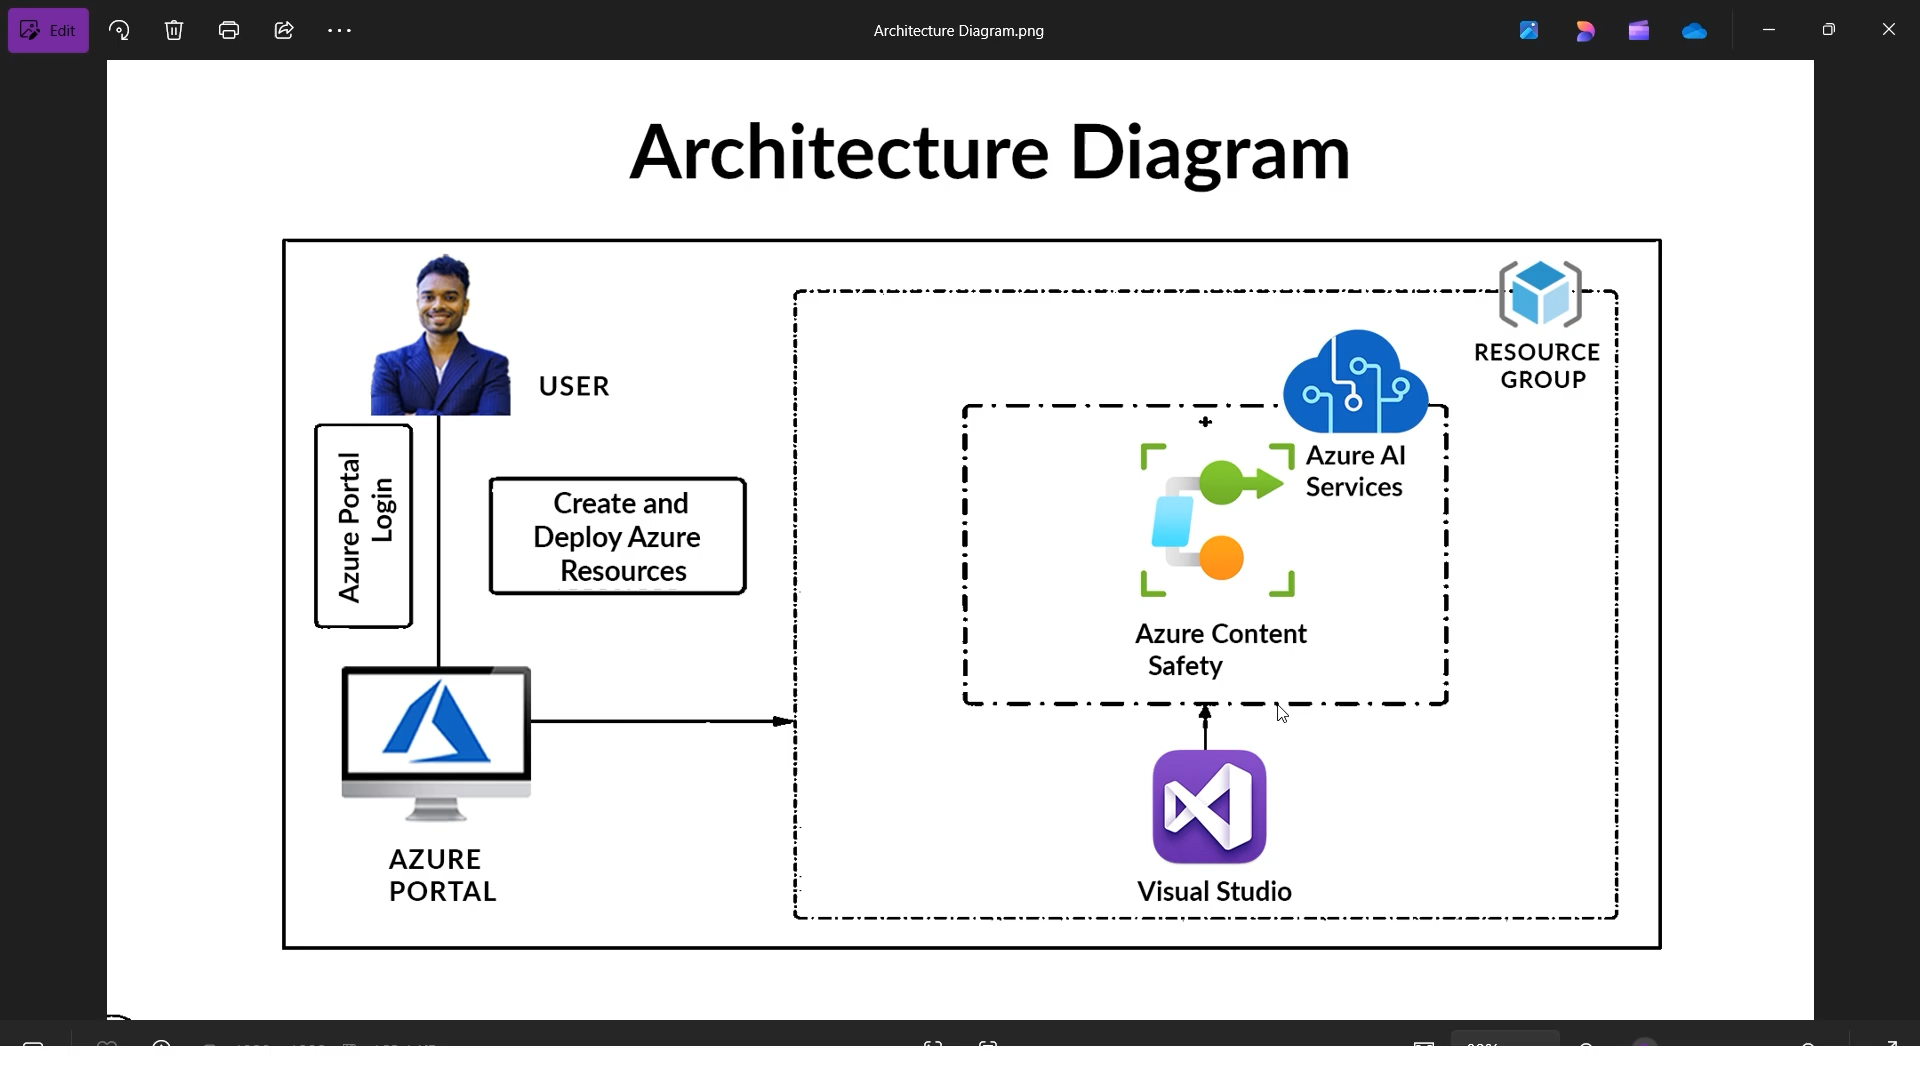 Edit
Architecture Diagram.png
Architecture Diagram
USER
RESOURCE
GROUP
Azure Portal
Login
Create and
Deploy Azure
Resources
Azure AI
Services
Azure Content
Safety
AZURE
PORTAL
Visual Studio